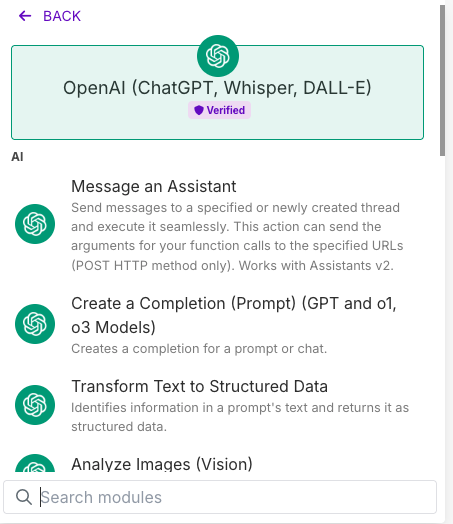 BACK
OpenAI (ChatGPT, Whisper, DALL-E)
Verified
AI
Message an Assistant
Send messages to a specified or newly created thread
and execute it seamlessly. This action can send the
arguments for your function calls to the specified URLs
(POST HTTP method only). Works with Assistants v2.
Create a Completion (Prompt) (GPT and o1,
o3 Models)
Creates a completion for a prompt or chat.
Transform Text to Structured Data
Identifies information in a prompt's text and returns it as
structured data.
Analyze Images (Vision)
Search modules